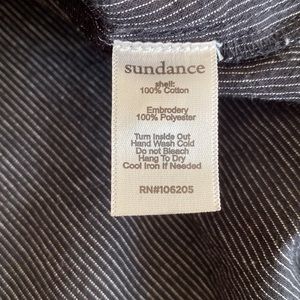 sundance
shell:
100% Cotton
Embrodery
100% Polyester
Turn Inside Out
Hand Wash Cold
Do not Bleach
Hang To Dry
Cool Iron If Needed
RN#106205